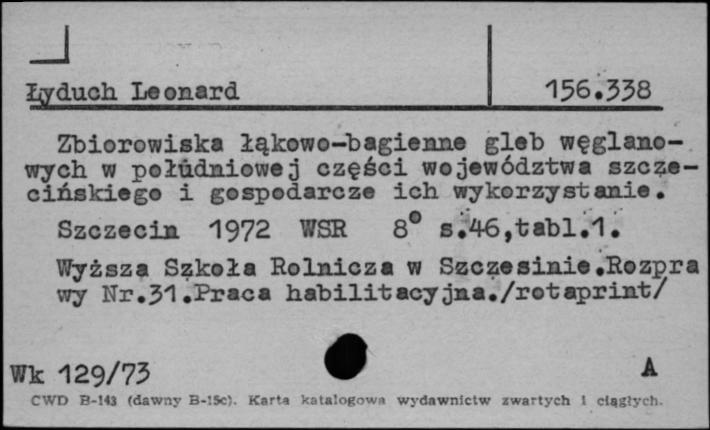 Łyduch Leonard 156.338
Zbiorowiska łąkowo-bagienne gleb węglano-
wych w południowej części województwa szcze-
cińskiego i gospodarcze ich wykorzystanie.
Szczecin 1972 WSR 8° s.46,tabl.1.
Wyższa Szkoła Rolnicza w Szczesinie.Rozpra
wy Nr.31.Praca habilitacyjna./rotaprint/
Wk 129/73 A
CWD B-143 (dawny B-15c). Karta katalogowa wydawnictw zwartych i ciągłych.